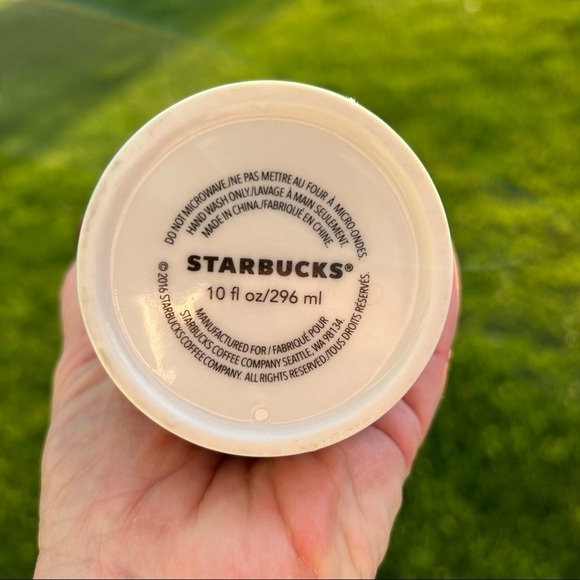 DO NOT MICROWAVE./NE PAS METTRE AU FOUR À MICRO-ONDES.
HAND WASH ONLY./LAVAGE À MAIN SEULEMENT.
MADE IN CHINA./FABRIQUÉ EN CHINE.
STARBUCKS®
10 fl oz/296 ml
MANUFACTURED FOR / FABRIQUÉ POUR
STARBUCKS COFFEE COMPANY SEATTLE, WA 98134.
© 2016 STARBUCKS COFFEE COMPANY. ALL RIGHTS RESERVED./TOUS DROITS RÉSERVÉS.